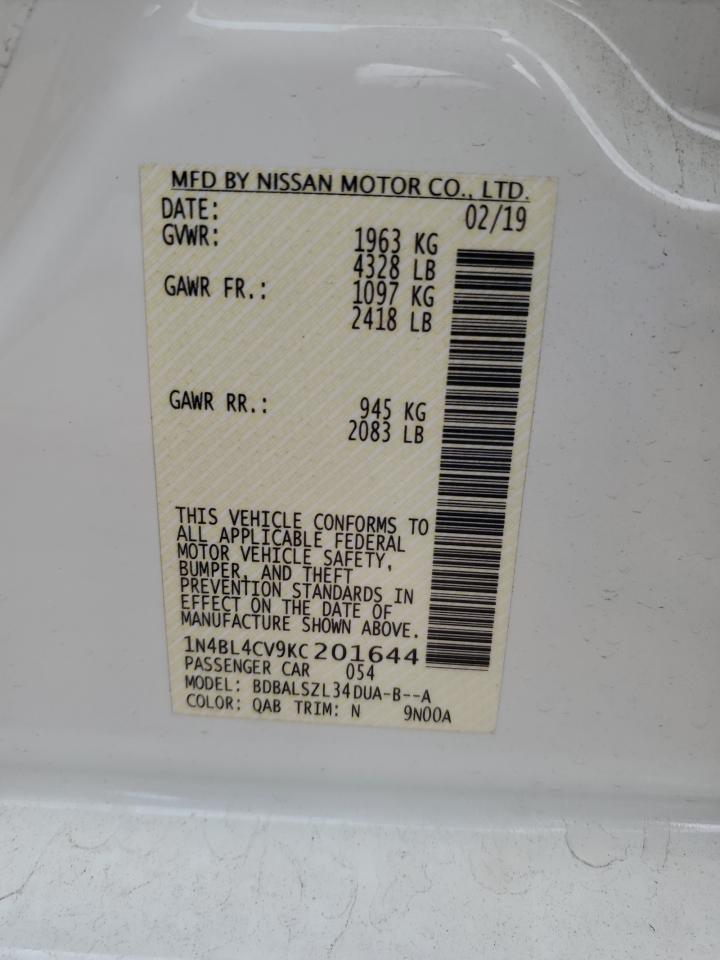 MFD BY NISSAN MOTOR CO., LTD.
DATE: 02/19
GVWR: 1963 KG
4328 LB
GAWR FR.: 1097 KG
2418 LB
GAWR RR.: 945 KG
2083 LB
THIS VEHICLE CONFORMS TO
ALL APPLICABLE FEDERAL
MOTOR VEHICLE SAFETY,
BUMPER, AND THEFT
PREVENTION STANDARDS IN
EFFECT ON THE DATE OF
MANUFACTURE SHOWN ABOVE.
1N4BL4CV9KC201644
PASSENGER CAR 054
MODEL: BDBALSZL34DUA-B--A
COLOR: QAB TRIM: N 9N00A